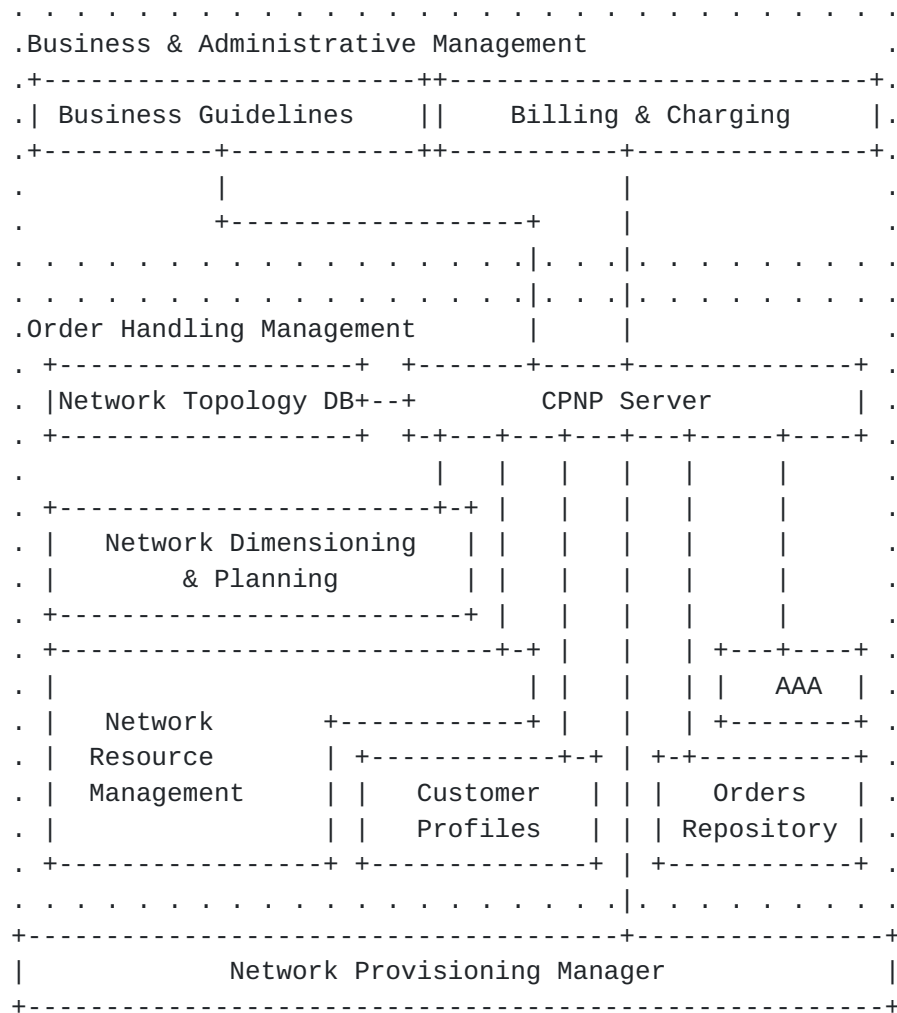 Business & Administrative Management
Business Guidelines Billing & Charging
Order Handling Management
Network Topology DB CPNP Server
Network Dimensioning
& Planning
AAA
Network
Resource
Management Customer Orders
Profiles Repository
Network Provisioning Manager